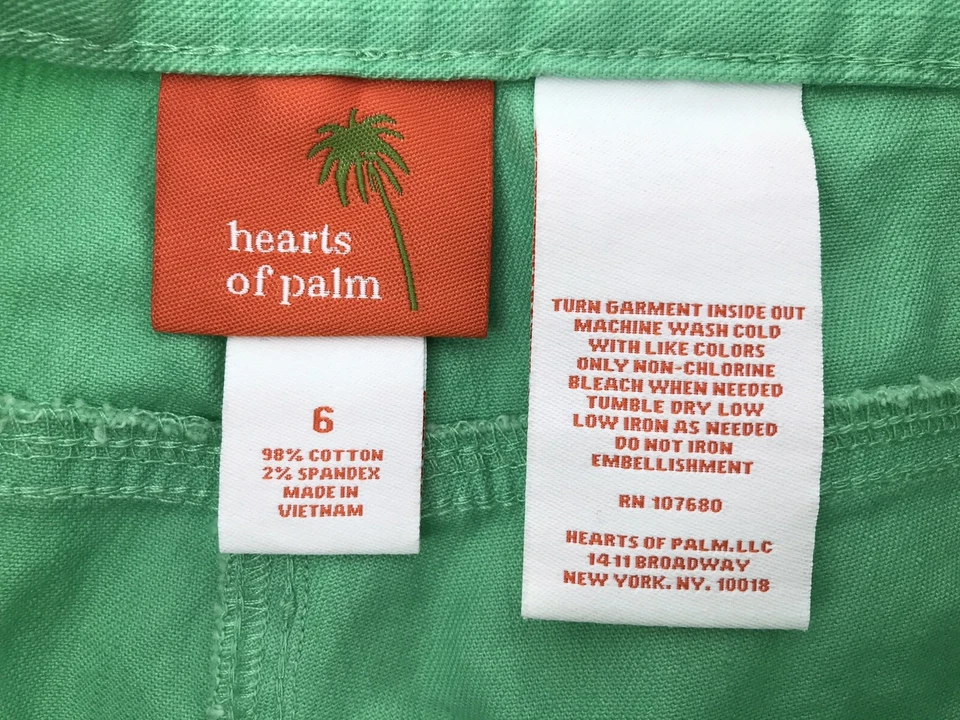 hearts
of palm
6
98% COTTON
2% SPANDEX
MADE IN
VIETNAM
TURN GARMENT INSIDE OUT
MACHINE WASH COLD
WITH LIKE COLORS
ONLY NON-CHLORINE
BLEACH WHEN NEEDED
TUMBLE DRY LOW
LOW IRON AS NEEDED
DO NOT IRON
EMBELLISHMENT
RN 107680
HEARTS OF PALM.LLC
1411 BROADWAY
NEW YORK. NY. 10018